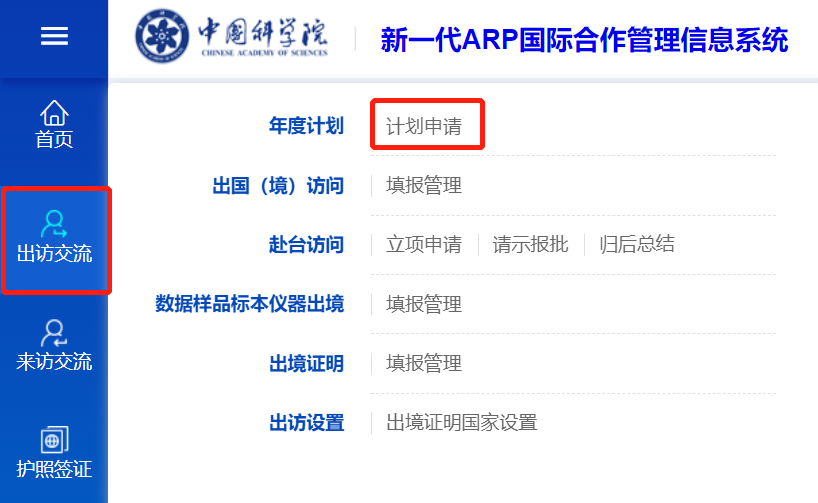 中国科学院
CHINESE ACADEMY OF SCIENCES
新一代ARP国际合作管理信息系统
首页
出访交流
来访交流
护照签证
年度计划 计划申请
出国（境）访问 填报管理
赴台访问 立项申请 请示报批 归后总结
数据样品标本仪器出境 填报管理
出境证明 填报管理
出访设置 出境证明国家设置